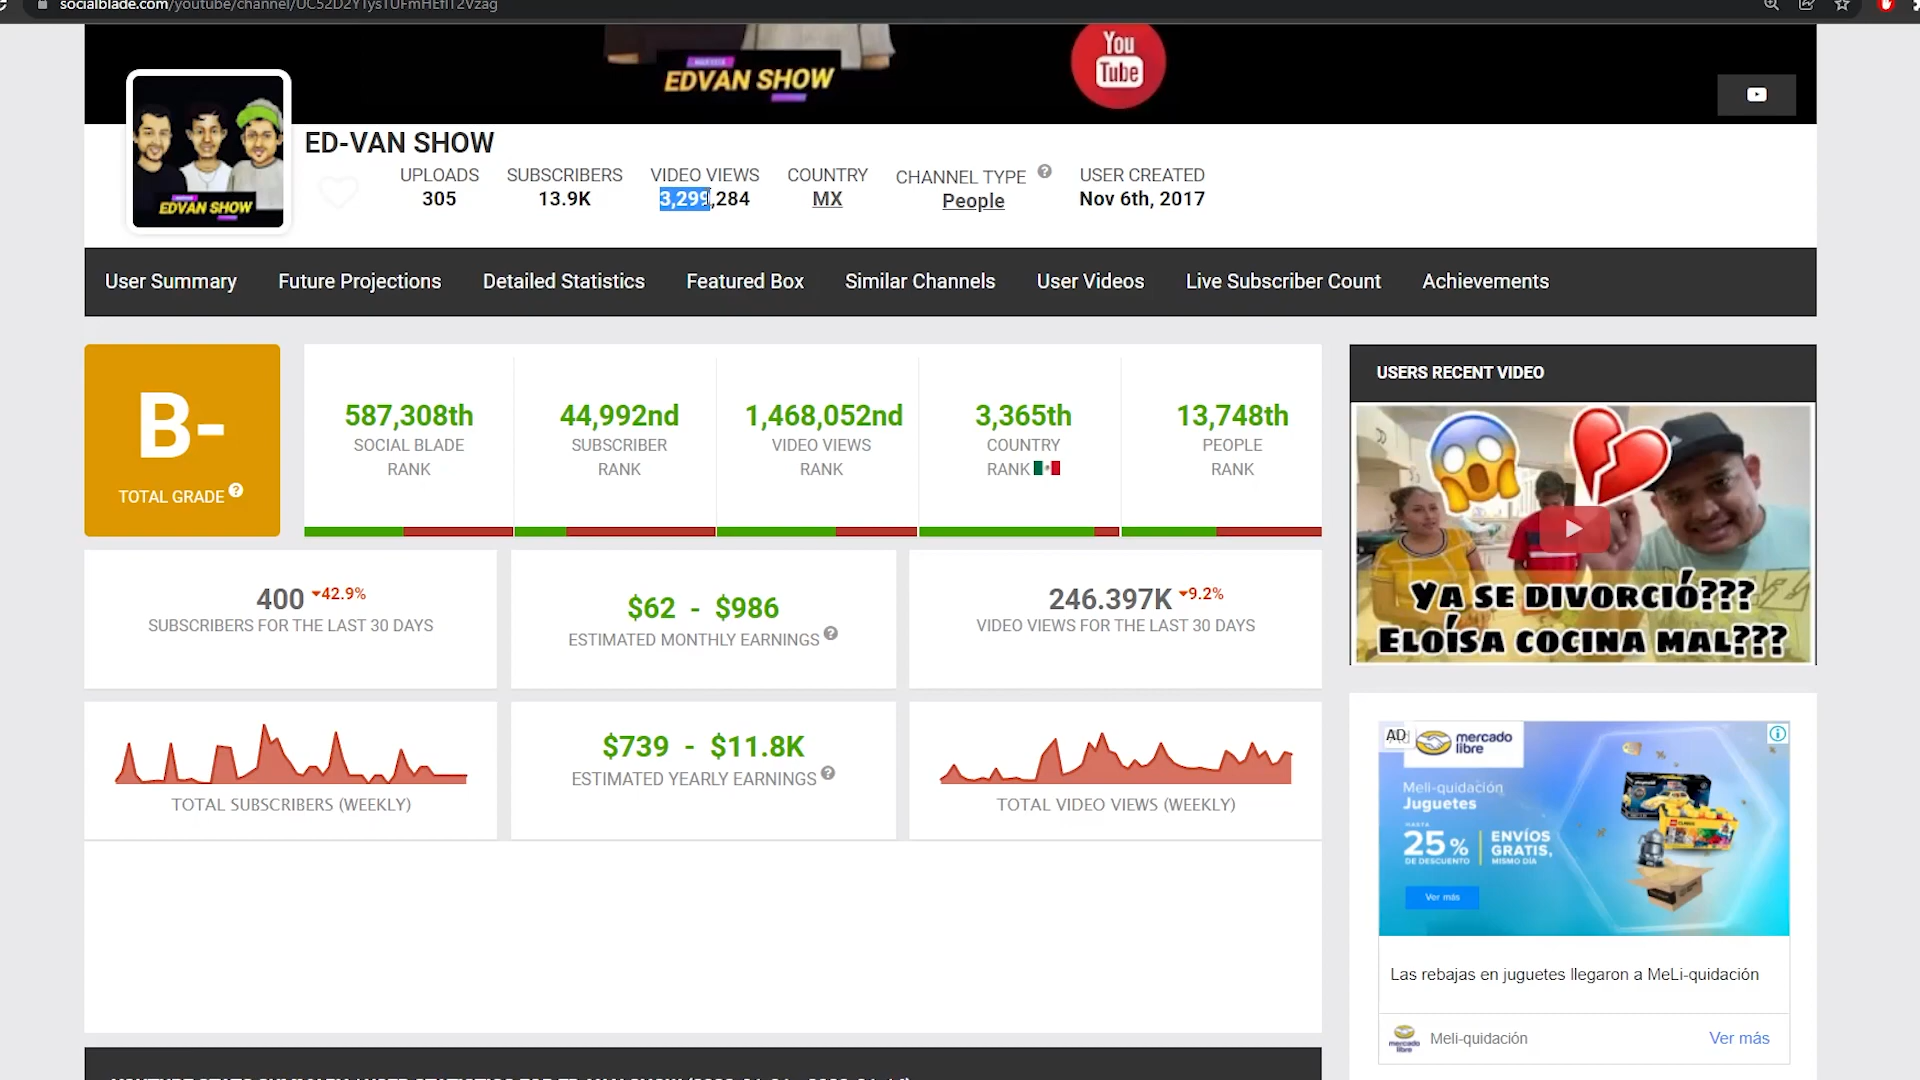 socialblade.com/youtube/channel/
EDVAN SHOW
You
Tube
EDVAN SHOW
ED-VAN SHOW
UPLOADS
305
SUBSCRIBERS
13.9K
VIDEO VIEWS
3,299,284
COUNTRY
MX
CHANNEL TYPE
People
USER CREATED
Nov 6th, 2017
User Summary
Future Projections
Detailed Statistics
Featured Box
Similar Channels
User Videos
Live Subscriber Count
Achievements
B-
TOTAL GRADE
587,308th
SOCIAL BLADE
RANK
44,992nd
SUBSCRIBER
RANK
1,468,052nd
VIDEO VIEWS
RANK
3,365th
COUNTRY
RANK
13,748th
PEOPLE
RANK
USERS RECENT VIDEO
YA SE DIVORCIÓ???
ELOÍSA COCINA MAL???
400 42.9%
SUBSCRIBERS FOR THE LAST 30 DAYS
$62 - $986
ESTIMATED MONTHLY EARNINGS
246.397K 9.2%
VIDEO VIEWS FOR THE LAST 30 DAYS
TOTAL SUBSCRIBERS (WEEKLY)
$739 - $11.8K
ESTIMATED YEARLY EARNINGS
TOTAL VIDEO VIEWS (WEEKLY)
AD
mercado
libre
Meli-quidación
Juguetes
HASTA
25%
DE DESCUENTO
ENVÍOS
GRATIS,
MISMO DÍA
Ver más
Las rebajas en juguetes llegaron a MeLi-quidación
mercado
libre
Meli-quidación
Ver más